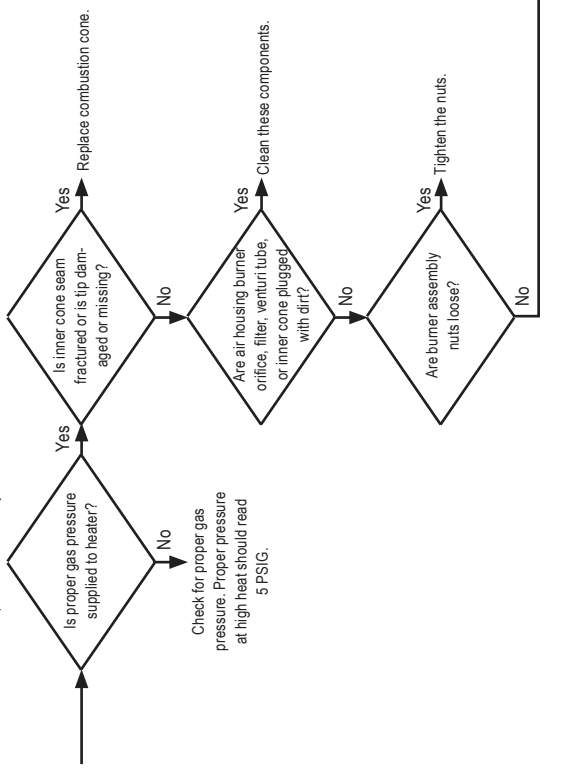 Is proper gas pressure
supplied to heater?
Yes
No
Check for proper gas
pressure. Proper pressure
at high heat should read
5 PSIG.
Is inner cone seam
fractured or is tip dam-
aged or missing?
Yes
Replace combustion cone.
No
Are air housing burner
orifice, filter, venturi tube,
or inner cone plugged
with dirt?
Yes
Clean these components.
No
Are burner assembly
nuts loose?
Yes
Tighten the nuts.
No